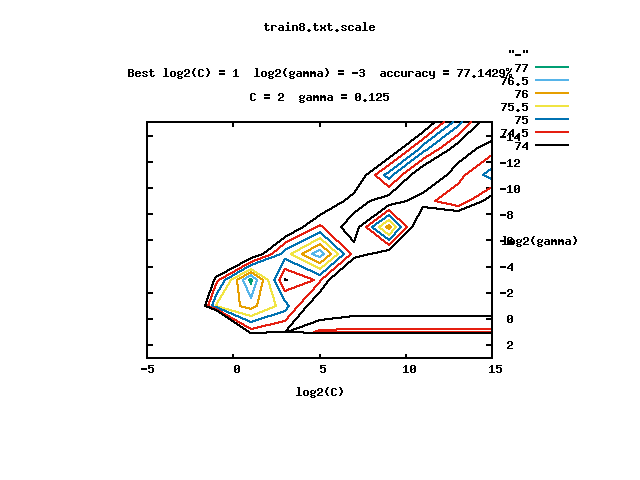 train8.txt.scale
"-"
Best log2(C) = 1 log2(gamma) = -3 accuracy = 77.1429%
77
76.5
C = 2 gamma = 0.125
76
75.5
75
74.5
74
-14
-12
-10
-8
-6
log2(gamma)
-4
-2
0
2
-5 0 5 10 15
log2(C)